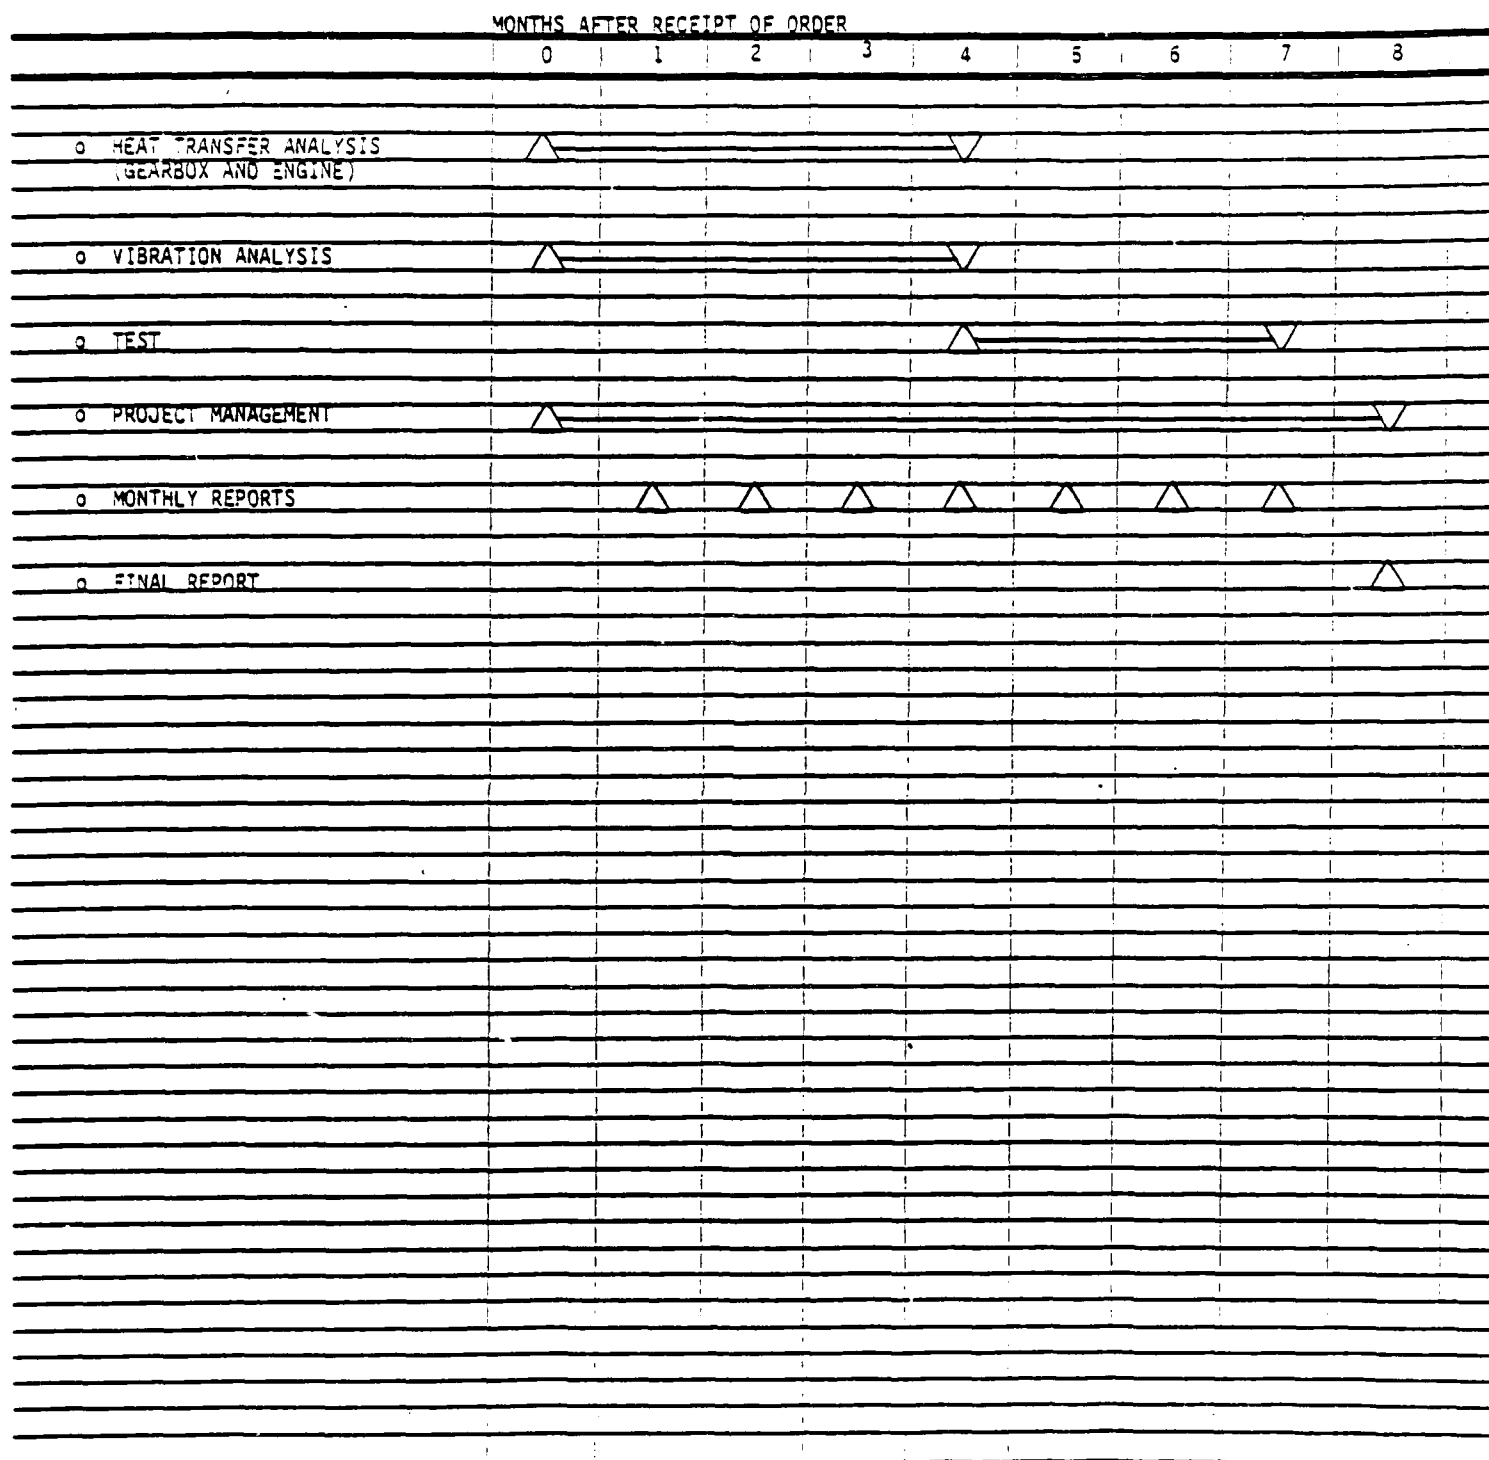 MONTHS AFTER RECEIPT OF ORDER
0 1 2 3 4 5 6 7 8
o HEAT TRANSFER ANALYSIS
(GEARBOX AND ENGINE)
o VIBRATION ANALYSIS
o TEST
o PROJECT MANAGEMENT
o MONTHLY REPORTS
o FINAL REPORT